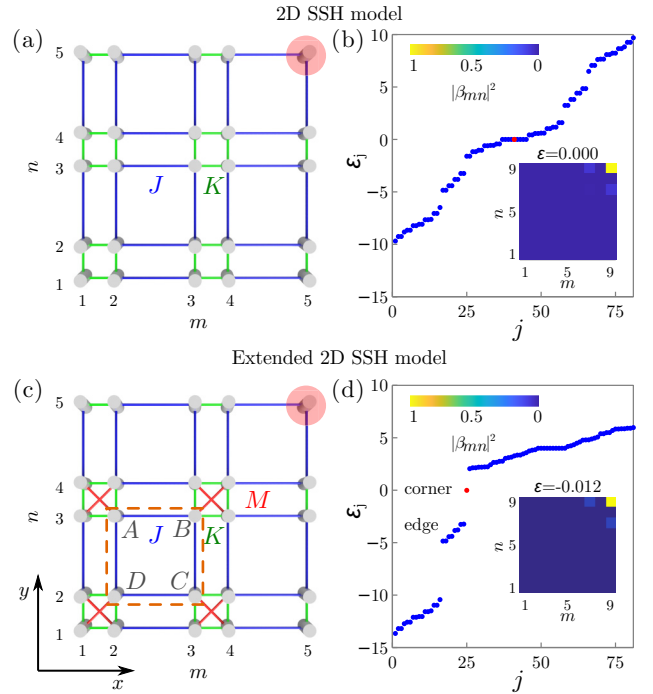 2D SSH model
(a)
5
4
3
2
1
n
J
K
1 2 3 4 5
m
(b)
10
5
0
−5
−10
−15
ε_j
1 0.5 0
|β_mn|²
ε=0.000
9
5
1
n
1 5 9
m
0 25 50 75
j
Extended 2D SSH model
(c)
5
4
3
2
1
n
M
A J B K
D C
y
x
1 2 3 4 5
m
(d)
10
5
0
−5
−10
−15
ε_j
1 0.5 0
|β_mn|²
corner
edge
ε=-0.012
9
5
1
n
1 5 9
m
0 25 50 75
j